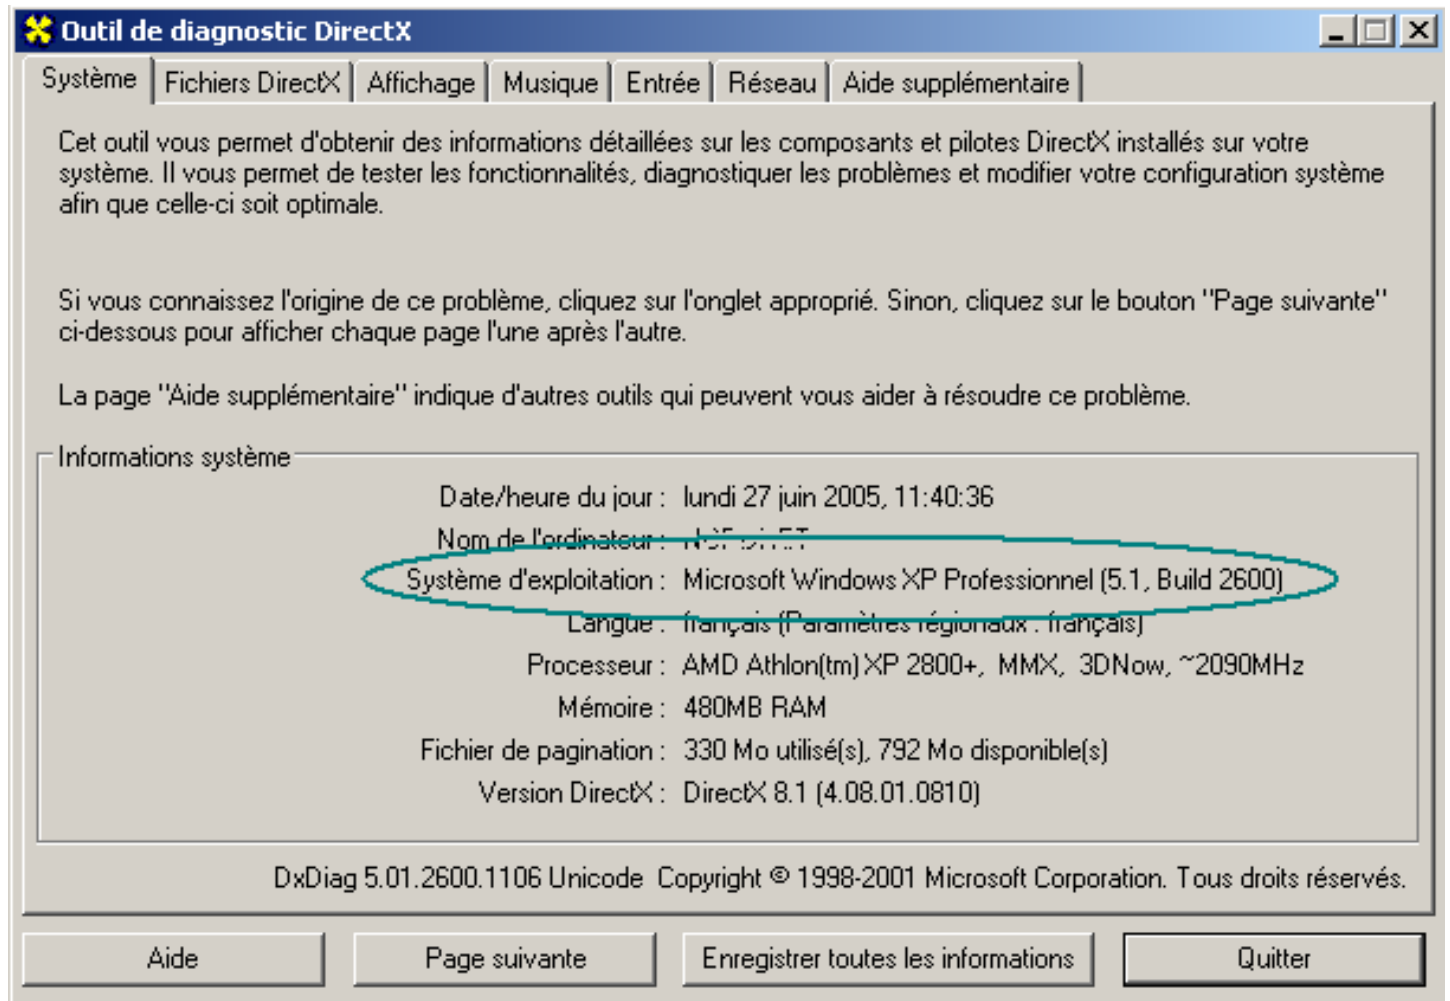 Outil de diagnostic DirectX
Système Fichiers DirectX Affichage Musique Entrée Réseau Aide supplémentaire
Cet outil vous permet d'obtenir des informations détaillées sur les composants et pilotes DirectX installés sur votre
système. Il vous permet de tester les fonctionnalités, diagnostiquer les problèmes et modifier votre configuration système
afin que celle-ci soit optimale.
Si vous connaissez l'origine de ce problème, cliquez sur l'onglet approprié. Sinon, cliquez sur le bouton "Page suivante"
ci-dessous pour afficher chaque page l'une après l'autre.
La page "Aide supplémentaire" indique d'autres outils qui peuvent vous aider à résoudre ce problème.
Informations système
Date/heure du jour : lundi 27 juin 2005, 11:40:36
Nom de l'ordinateur :
Système d'exploitation : Microsoft Windows XP Professionnel (5.1, Build 2600)
Langue : français (Paramètres régionaux : français)
Processeur : AMD Athlon(tm) XP 2800+, MMX, 3DNow, ~2090MHz
Mémoire : 480MB RAM
Fichier de pagination : 330 Mo utilisé(s), 792 Mo disponible(s)
Version DirectX : DirectX 8.1 (4.08.01.0810)
DxDiag 5.01.2600.1106 Unicode Copyright © 1998-2001 Microsoft Corporation. Tous droits réservés.
Aide Page suivante Enregistrer toutes les informations Quitter